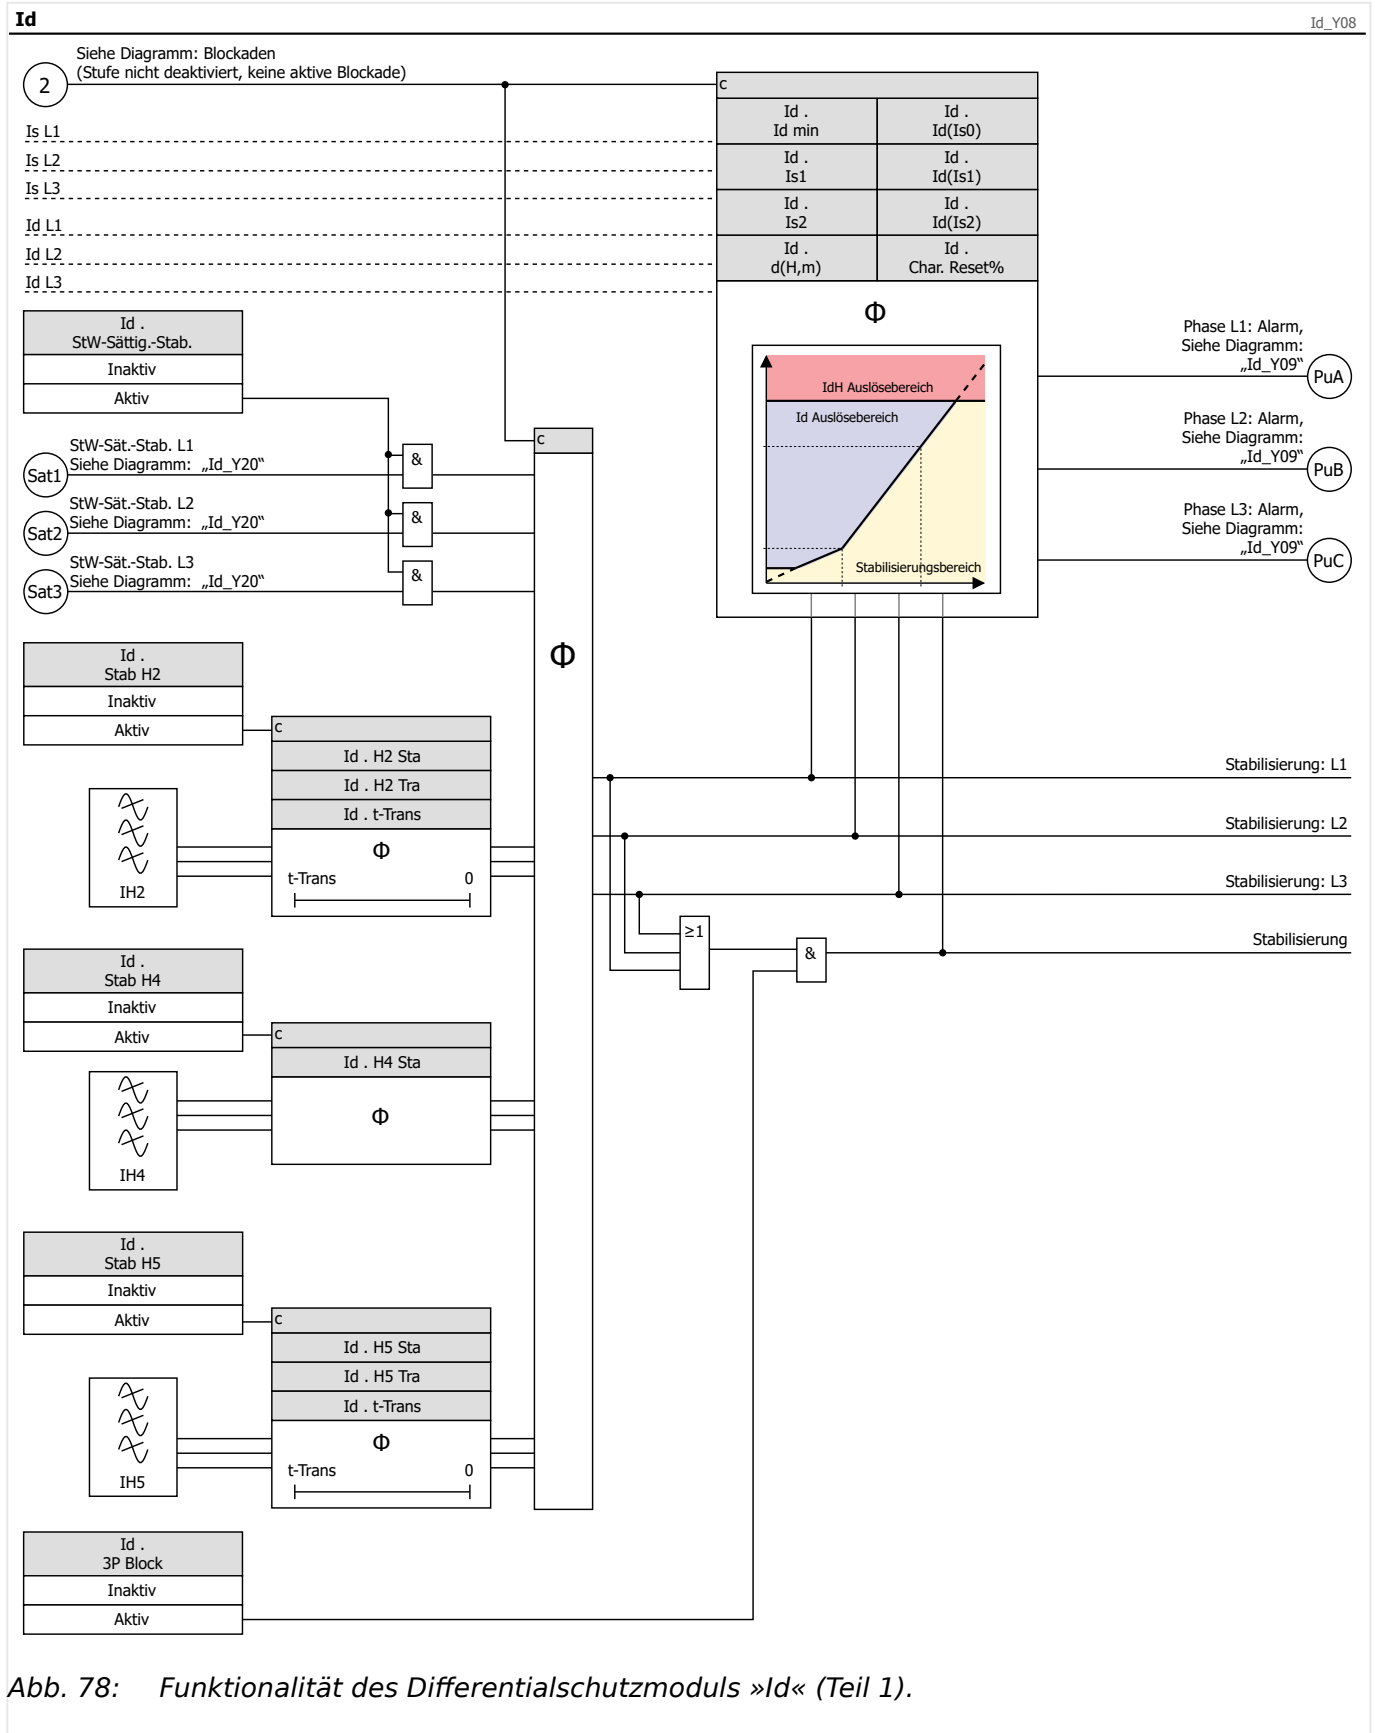 Id
Id_Y08
Siehe Diagramm: Blockaden
(Stufe nicht deaktiviert, keine aktive Blockade)
2
c
Id .
Id min
Id .
Id(Is0)
Id .
Is1
Id .
Id(Is1)
Id .
Is2
Id .
Id(Is2)
Id .
d(H,m)
Id .
Char. Reset%
Is L1
Is L2
Is L3
Id L1
Id L2
Id L3
Φ
IdH Auslösebereich
Id Auslösebereich
Stabilisierungsbereich
Phase L1: Alarm,
Siehe Diagramm:
„Id_Y09“
PuA
Phase L2: Alarm,
Siehe Diagramm:
„Id_Y09“
PuB
Phase L3: Alarm,
Siehe Diagramm:
„Id_Y09“
PuC
Id .
StW-Sättig.-Stab.
Inaktiv
Aktiv
StW-Sät.-Stab. L1
Siehe Diagramm: „Id_Y20“
Sat1
&
StW-Sät.-Stab. L2
Siehe Diagramm: „Id_Y20“
Sat2
&
StW-Sät.-Stab. L3
Siehe Diagramm: „Id_Y20“
Sat3
&
c
Φ
Id .
Stab H2
Inaktiv
Aktiv
c
Id . H2 Sta
Id . H2 Tra
Id . t-Trans
Φ
t-Trans 0
IH2
Stabilisierung: L1
Stabilisierung: L2
Stabilisierung: L3
≥1
&
Stabilisierung
Id .
Stab H4
Inaktiv
Aktiv
c
Id . H4 Sta
Φ
IH4
Id .
Stab H5
Inaktiv
Aktiv
c
Id . H5 Sta
Id . H5 Tra
Id . t-Trans
Φ
t-Trans 0
IH5
Id .
3P Block
Inaktiv
Aktiv
Abb. 78: Funktionalität des Differentialschutzmoduls »Id« (Teil 1).